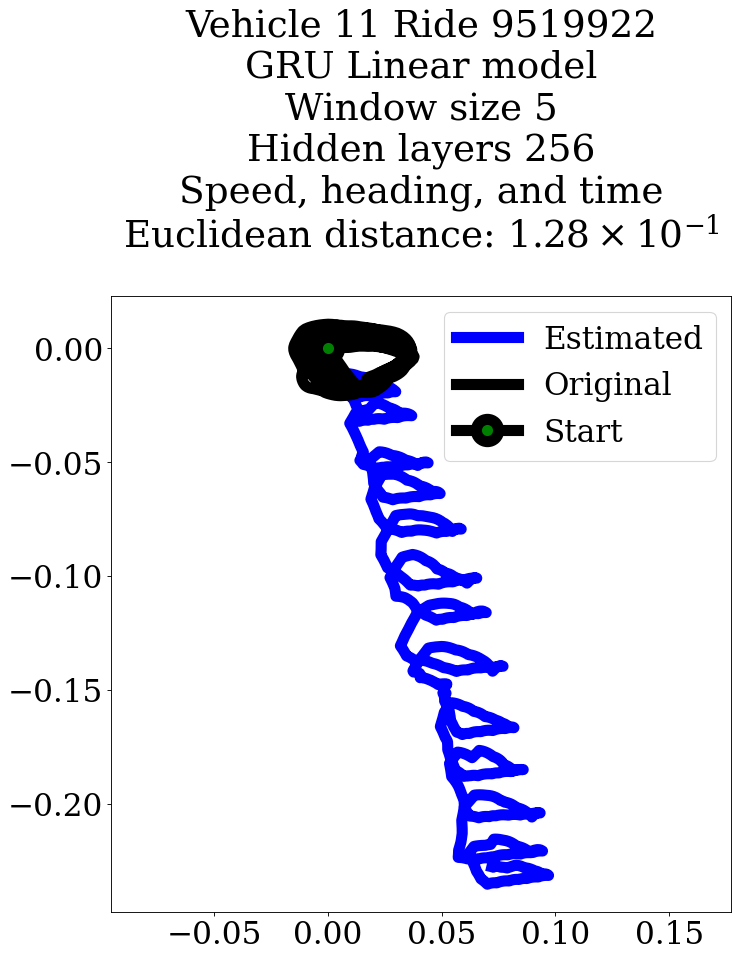 Vehicle 11 Ride 9519922
GRU Linear model
Window size 5
Hidden layers 256
Speed, heading, and time
Euclidean distance: 1.28 × 10⁻¹
Estimated
Original
Start
0.00
−0.05
−0.10
−0.15
−0.20
−0.05 0.00 0.05 0.10 0.15